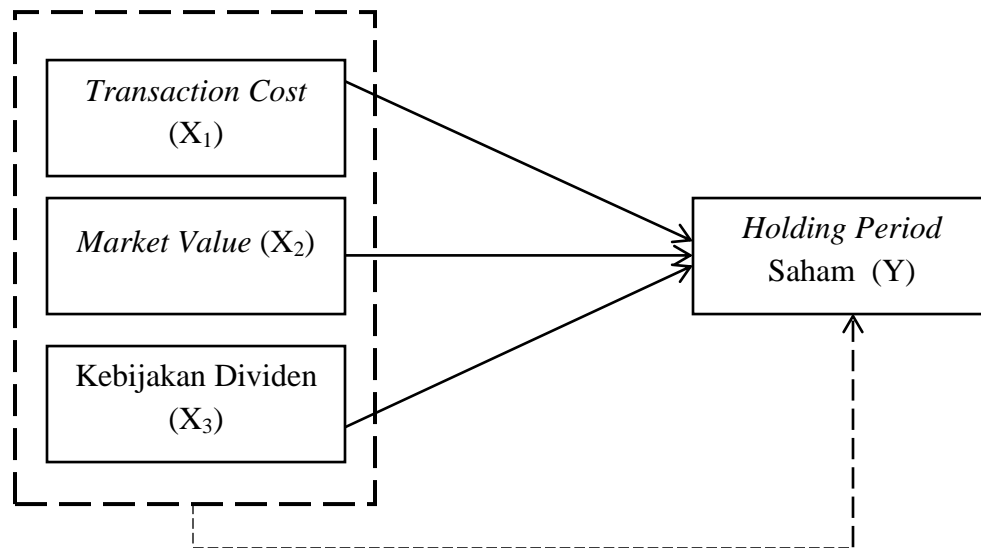 Transaction Cost
(X₁)
Market Value (X₂)
Kebijakan Dividen
(X₃)
Holding Period
Saham (Y)